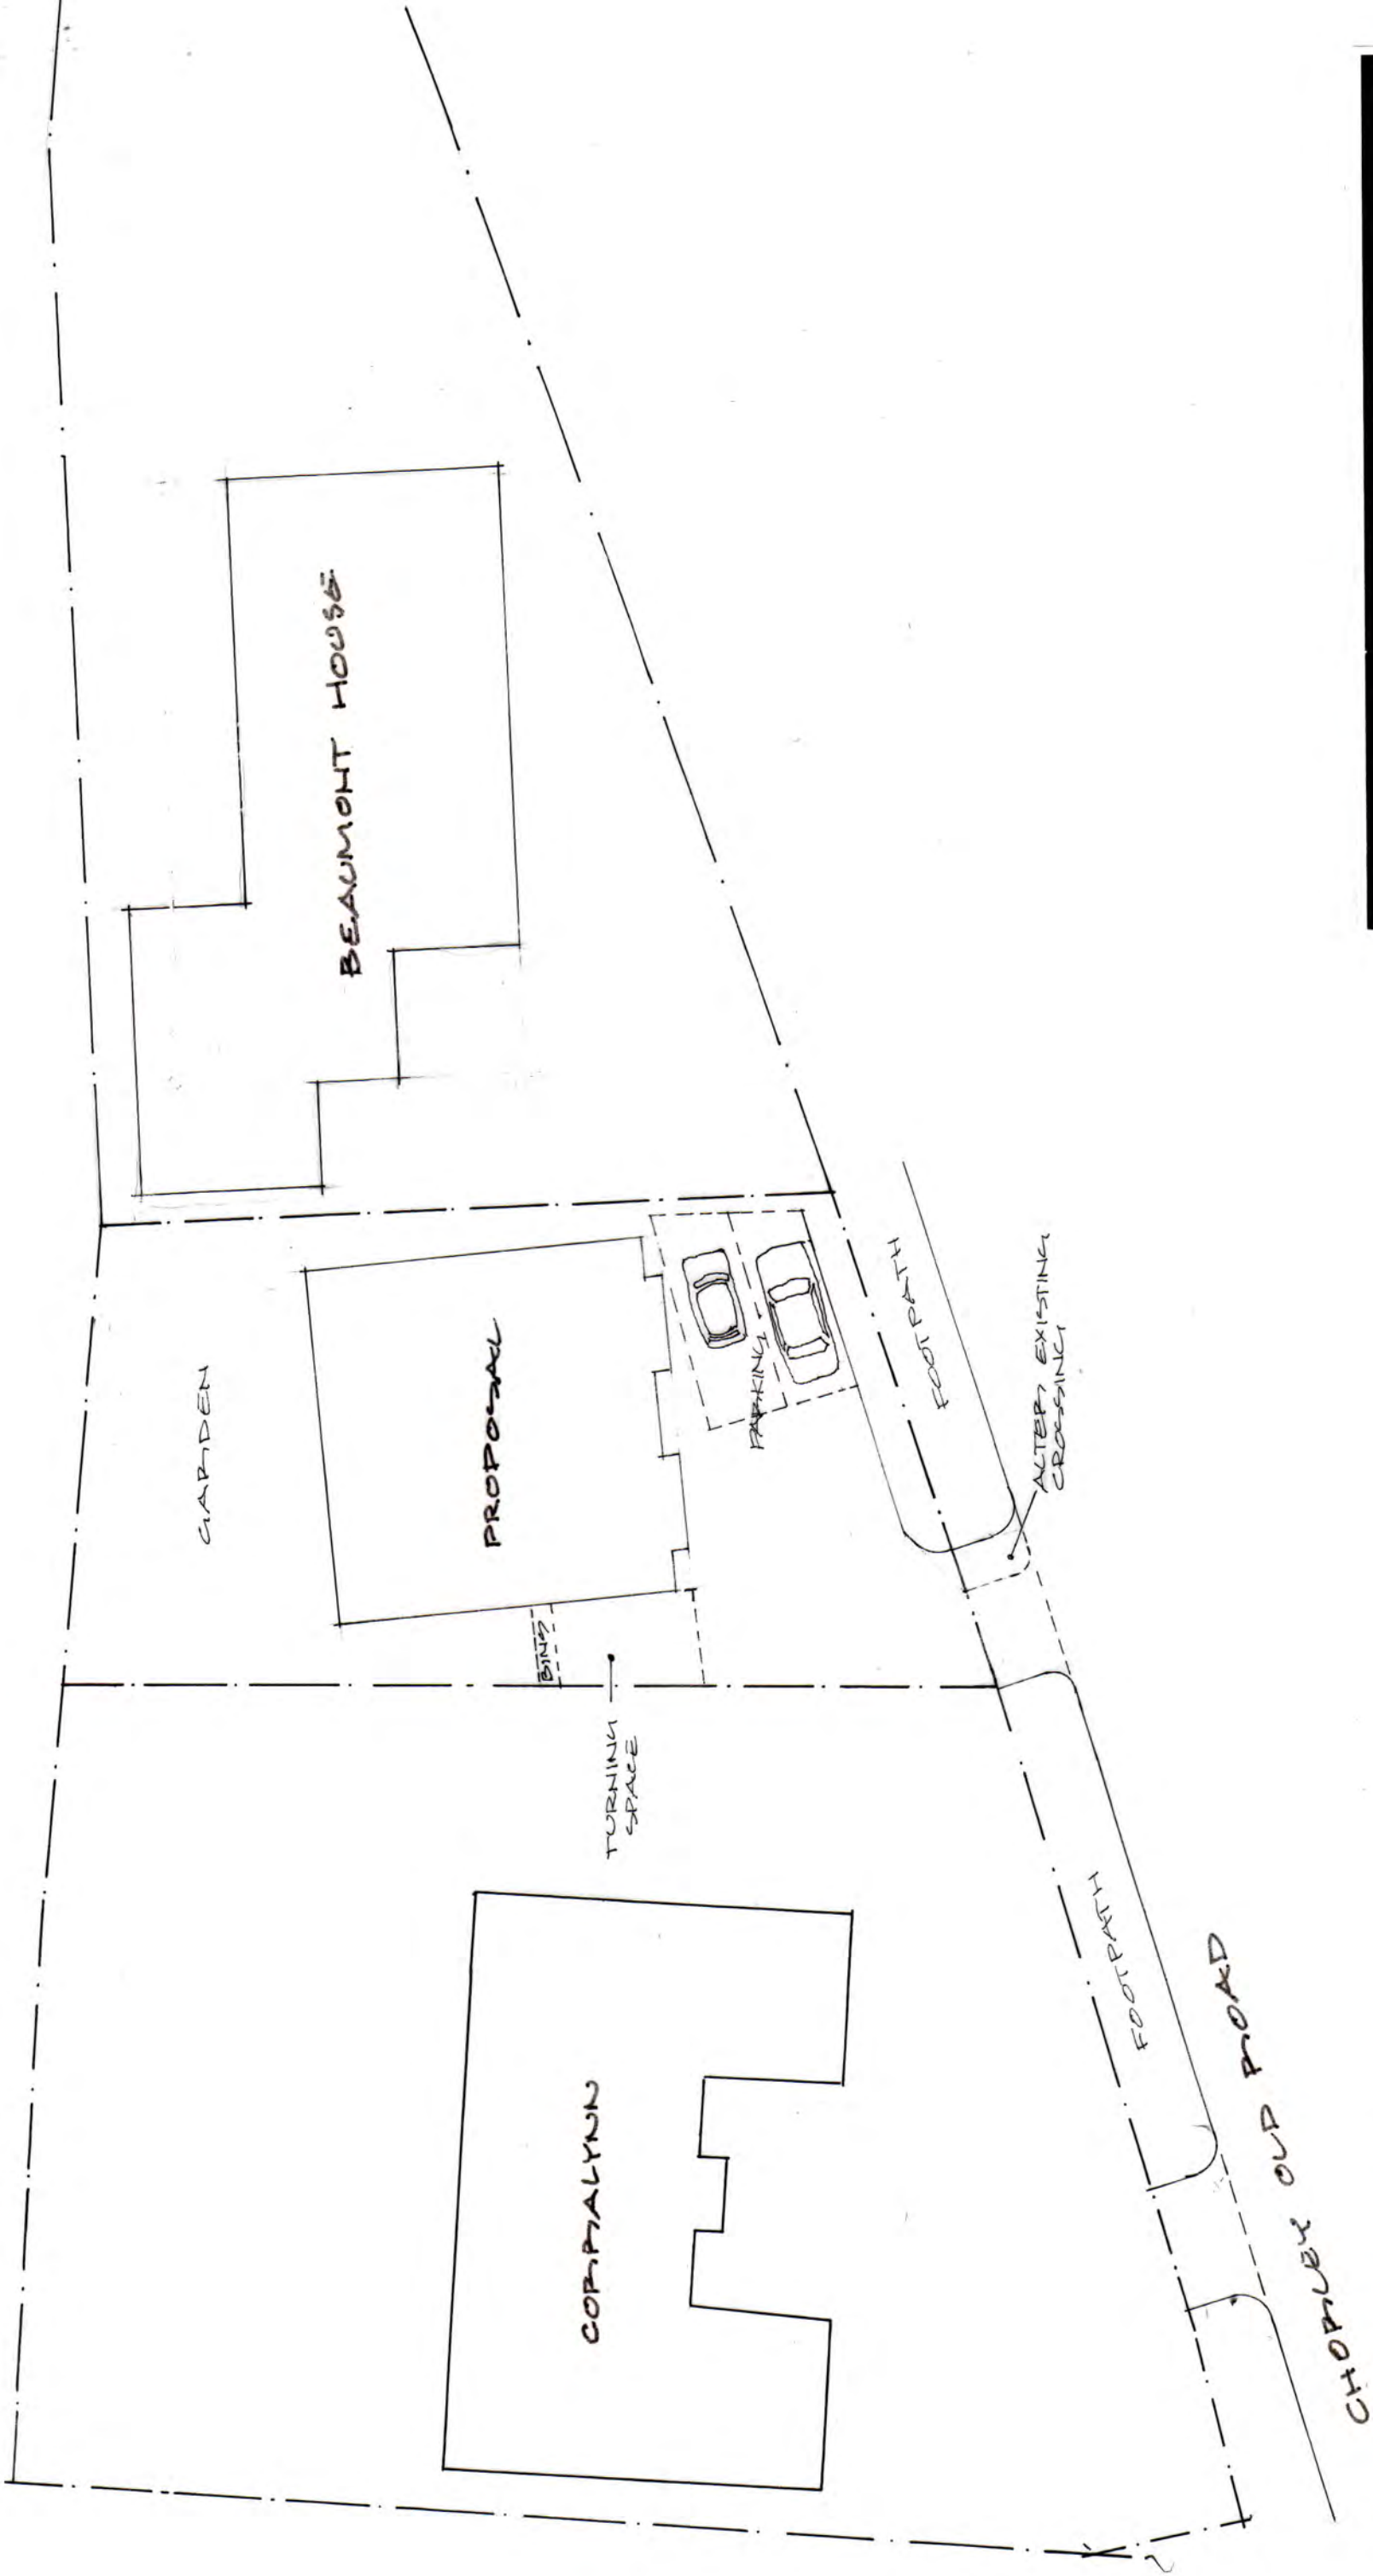 BEAUMONT HOUSE
GARDEN
PROPOSAL
PARKING
FOOTPATH
ALTER EXISTING
CROSSING
BINS
TURNING
SPACE
CORRALYNN
FOOTPATH
CHORLEY OLD ROAD